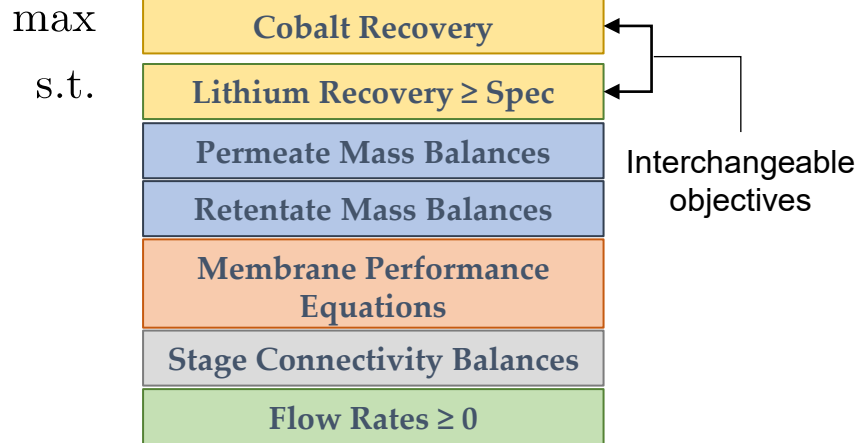 max
Cobalt Recovery
s.t.
Lithium Recovery ≥ Spec
Permeate Mass Balances
Interchangeable
objectives
Retentate Mass Balances
Membrane Performance
Equations
Stage Connectivity Balances
Flow Rates ≥ 0